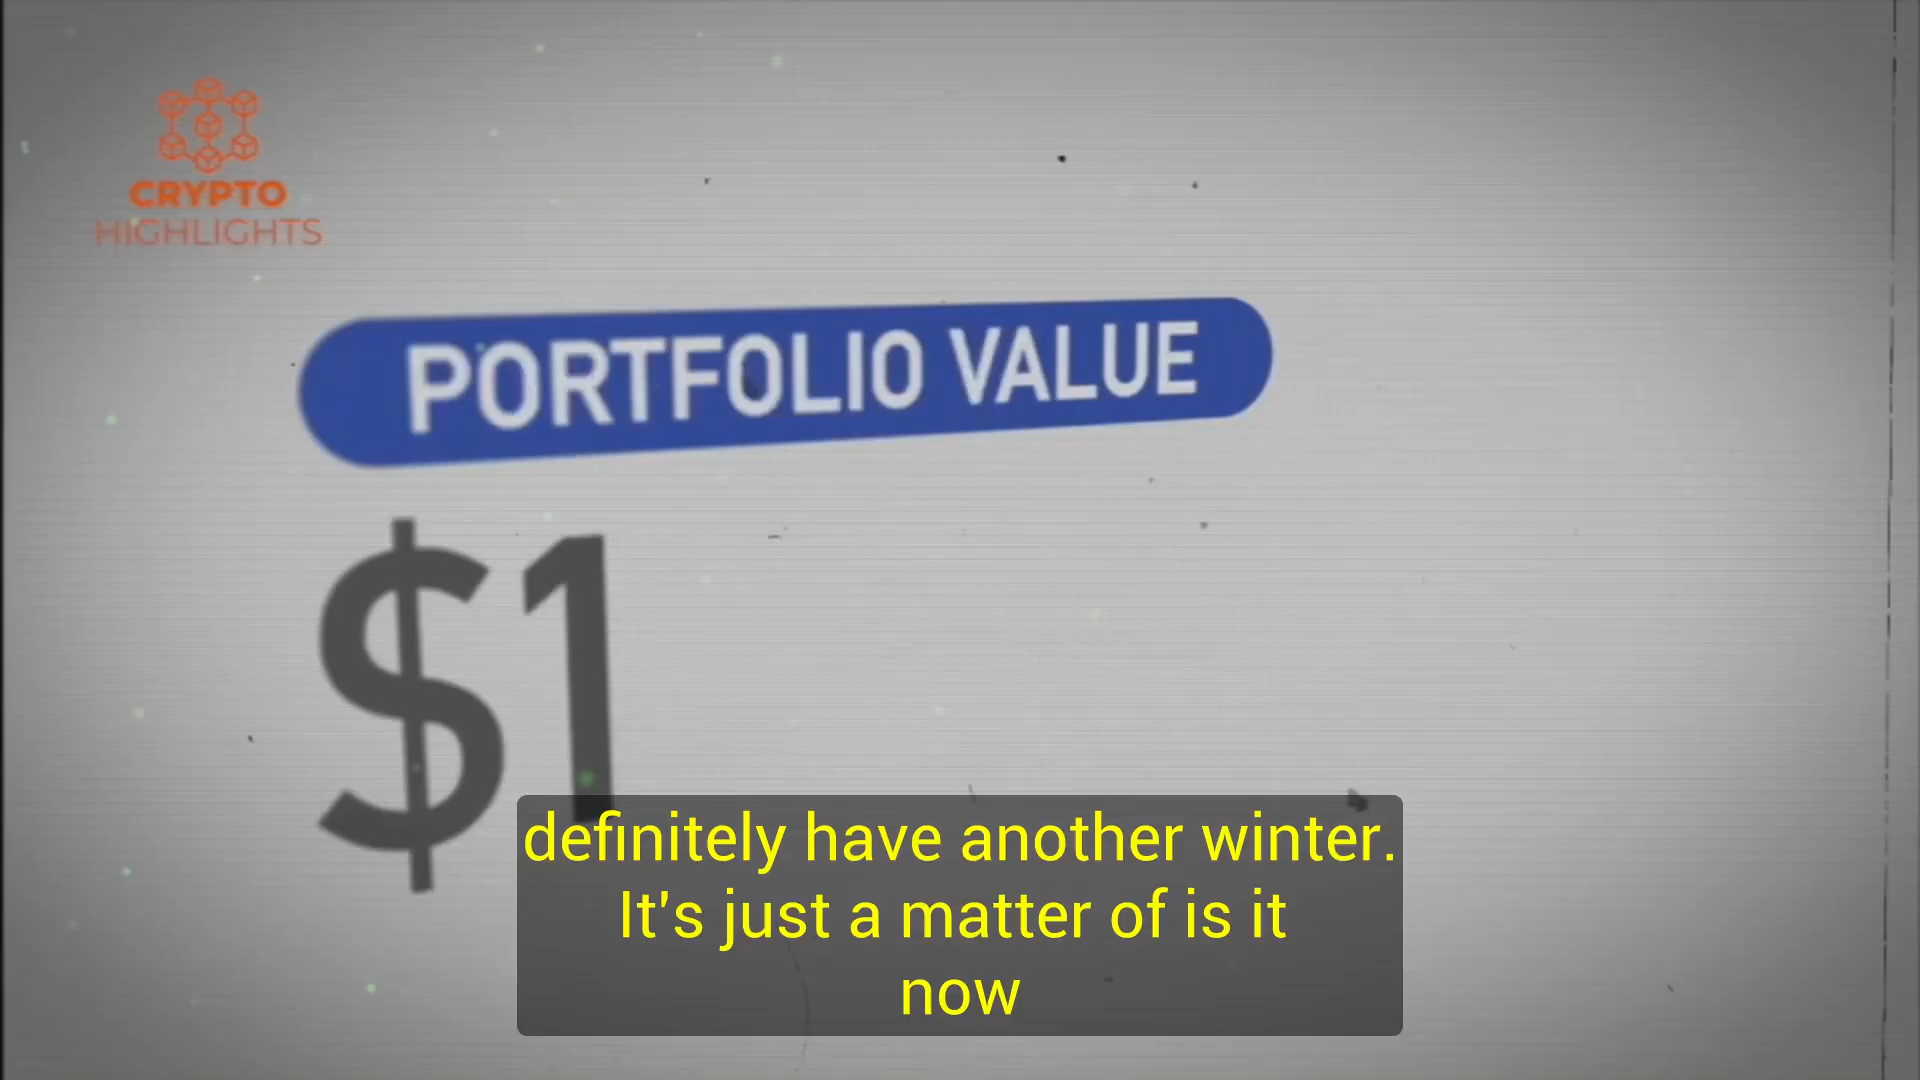 CRYPTO
HIGHLIGHTS
PORTFOLIO VALUE
$1
definitely have another winter.
It's just a matter of is it
now